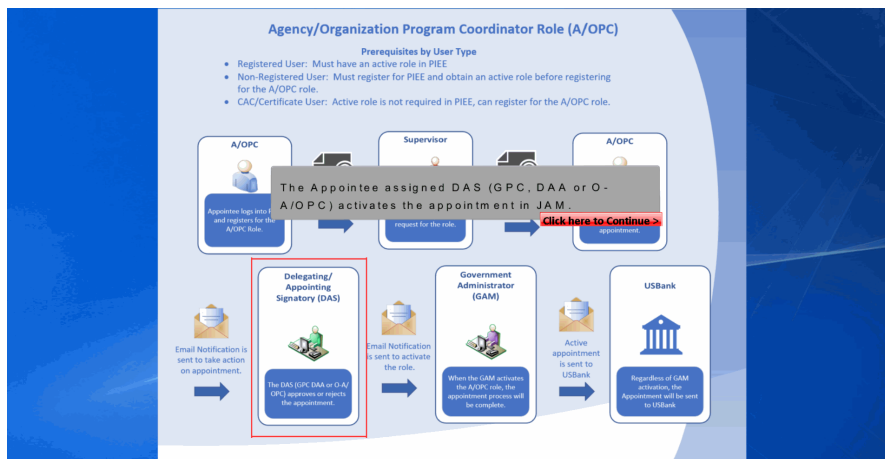 Agency/Organization Program Coordinator Role (A/OPC)
Prerequisites by User Type
• Registered User: Must have an active role in PIEE
• Non-Registered User: Must register for PIEE and obtain an active role before registering
for the A/OPC role.
• CAC/Certificate User: Active role is not required in PIEE, can register for the A/OPC role.
A/OPC
Supervisor
A/OPC
The Appointee assigned DAS (GPC, DAA or O-
A/OPC) activates the appointment in JAM.
Click here to Continue >
Appointee logs into
and registers for the
A/OPC Role.
request for the role.
appointment.
Delegating/
Appointing
Signatory (DAS)
Government
Administrator
(GAM)
USBank
Email Notification is
sent to take action
on appointment.
Email Notification
is sent to activate
the role.
Active
appointment
is sent to
USBank
The DAS (GPC DAA or O-A/
OPC) approves or rejects
the appointment.
When the GAM activates
the A/OPC role, the
appointment process will
be complete.
Regardless of GAM
activation, the
Appointment will be sent
to USBank